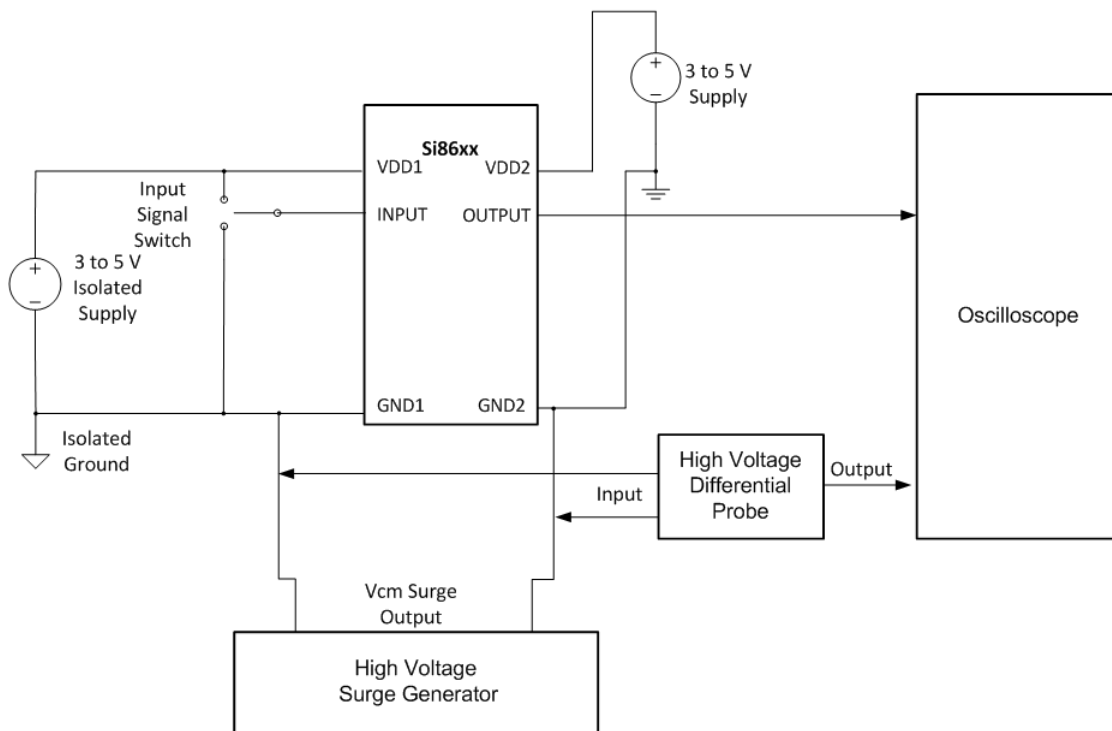 3 to 5 V
Supply
Si86xx
VDD1
VDD2
Input
Signal
Switch
INPUT
OUTPUT
3 to 5 V
Isolated
Supply
Oscilloscope
GND1
GND2
Isolated
Ground
High Voltage
Differential
Probe
Output
Input
Vcm Surge
Output
High Voltage
Surge Generator